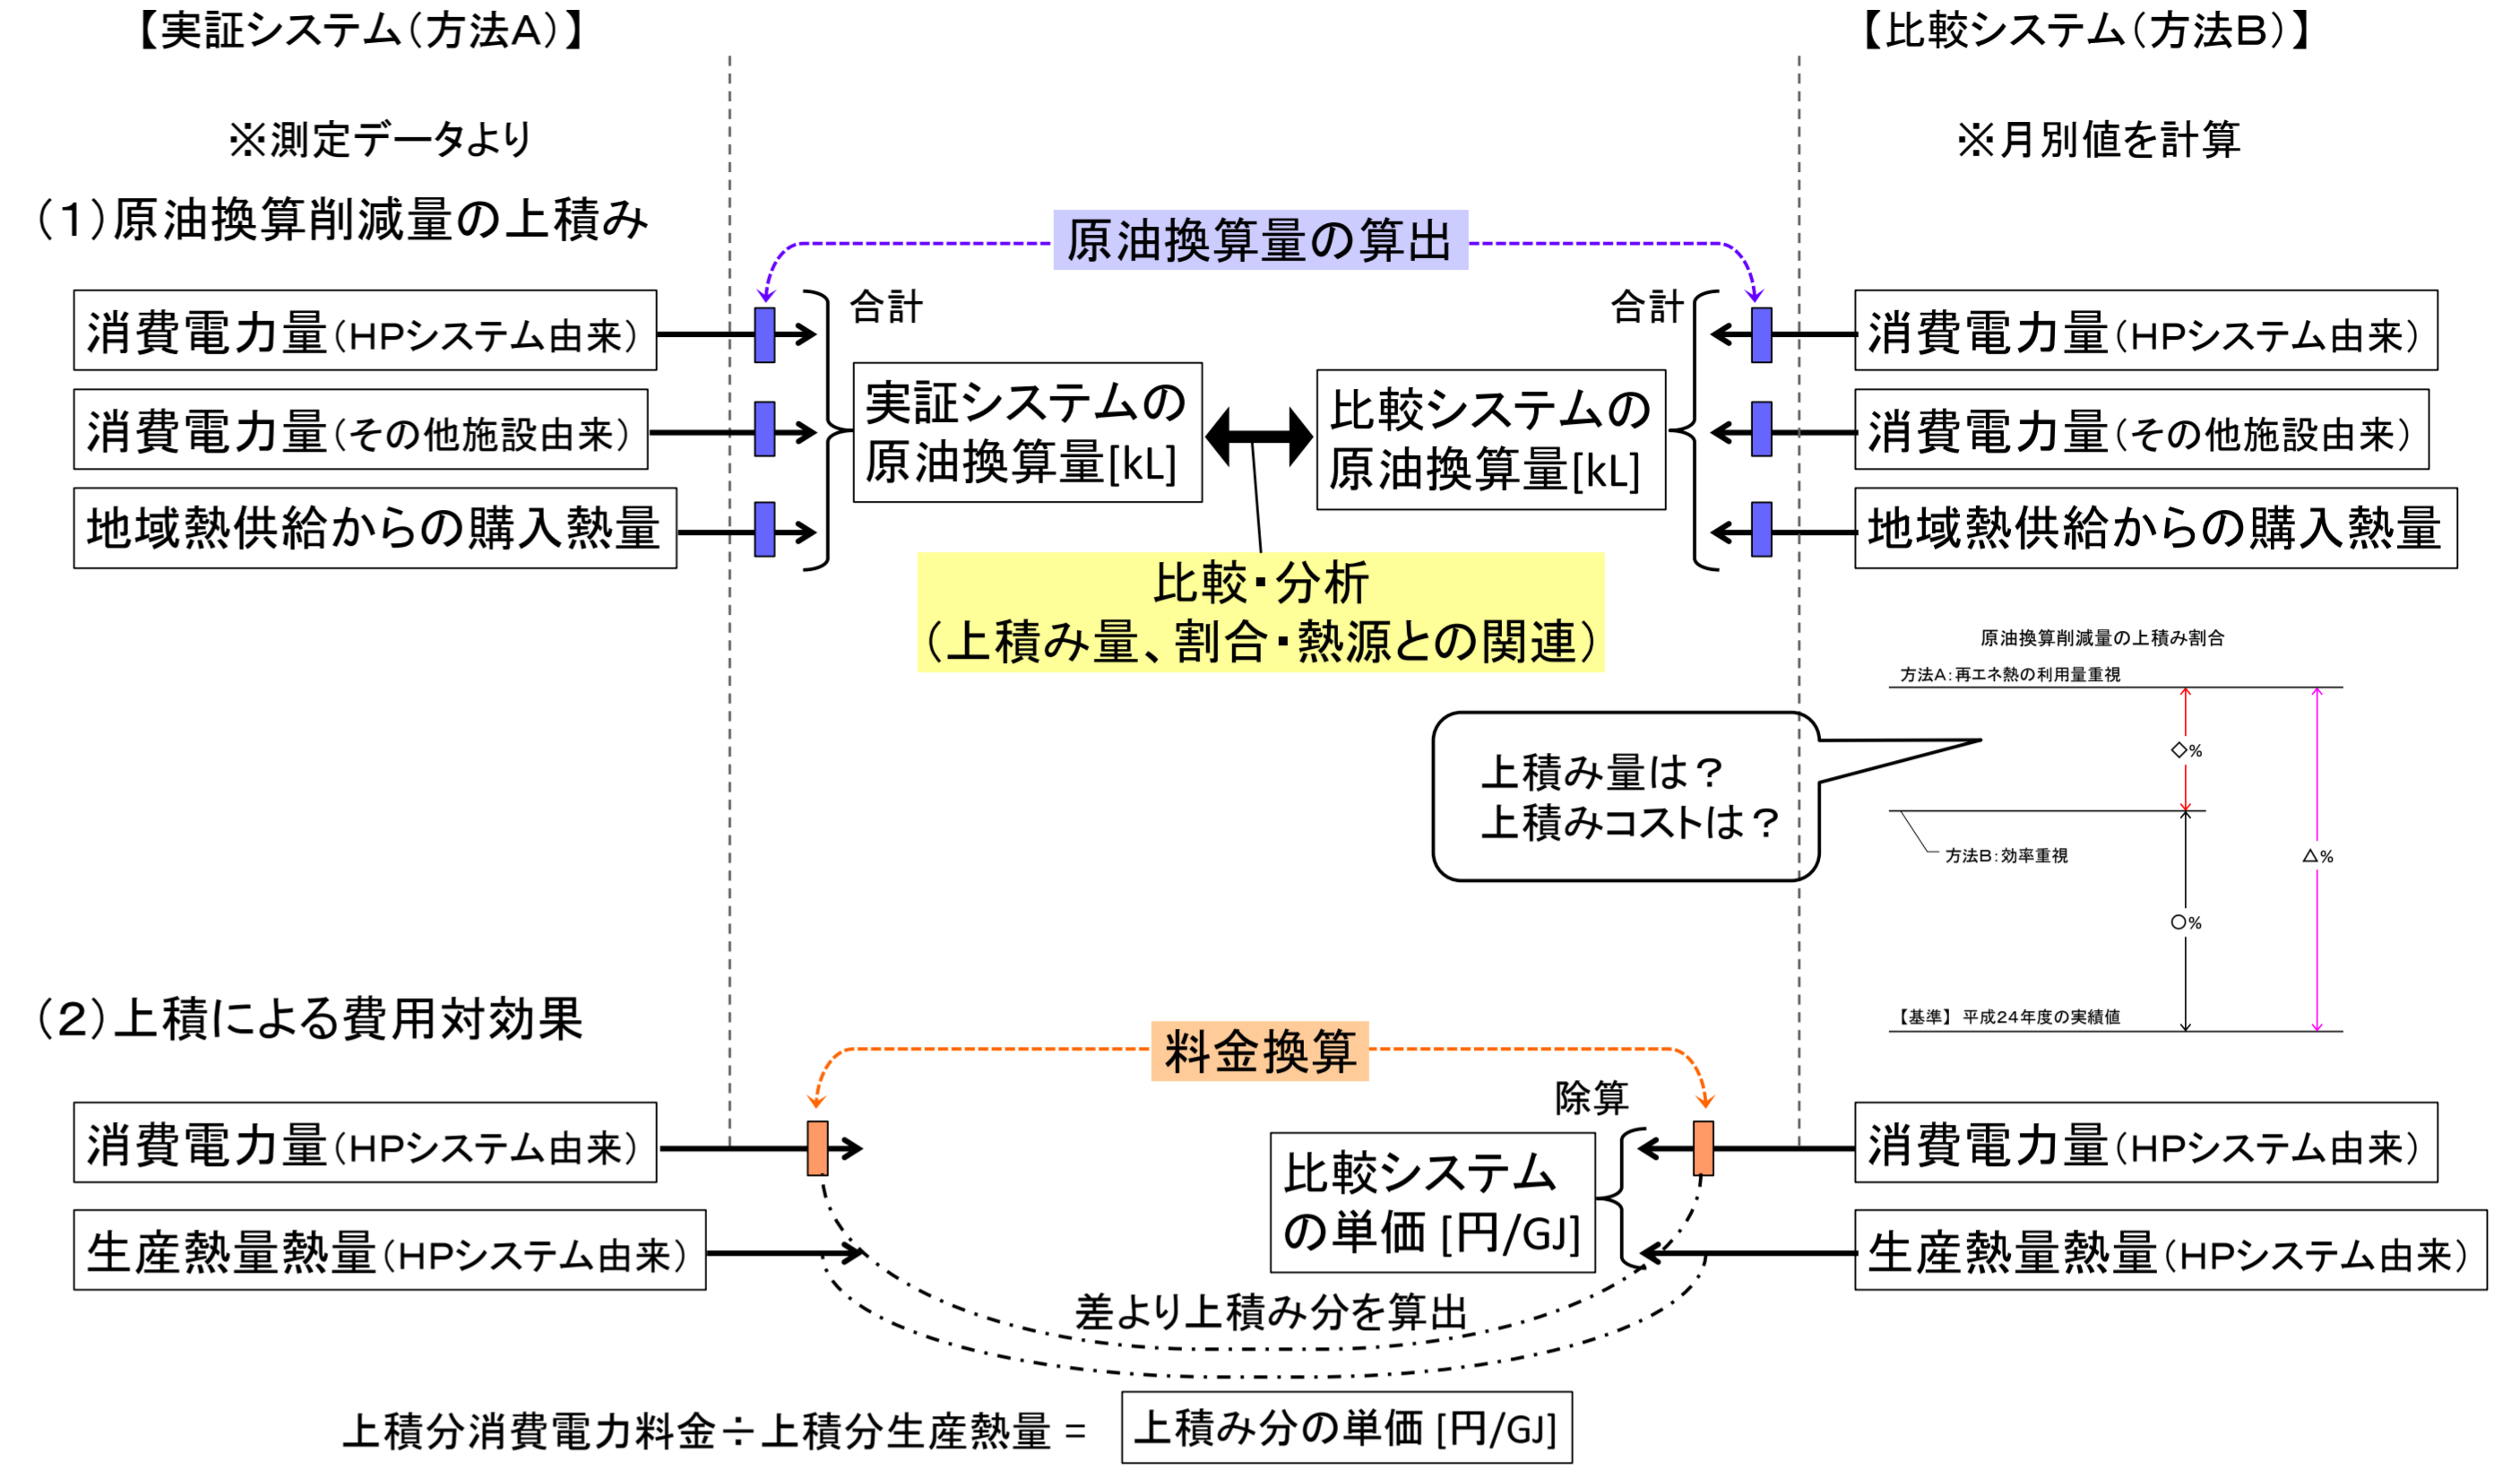 【実証システム（方法A）】
【比較システム（方法B）】
※測定データより
※月別値を計算
（1）原油換算削減量の上積み
原油換算量の算出
消費電力量（HPシステム由来）
消費電力量（その他施設由来）
地域熱供給からの購入熱量
合計
実証システムの
原油換算量[kL]
合計
比較システムの
原油換算量[kL]
消費電力量（HPシステム由来）
消費電力量（その他施設由来）
地域熱供給からの購入熱量
比較・分析
（上積み量、割合・熱源との関連）
原油換算削減量の上積み割合
方法A：再エネ熱の利用量重視
◇%
上積み量は？
上積みコストは？
方法B：効率重視
△%
○%
【基準】 平成24年度の実績値
（2）上積による費用対効果
料金換算
消費電力量（HPシステム由来）
生産熱量熱量（HPシステム由来）
除算
比較システム
の単価 [円/GJ]
消費電力量（HPシステム由来）
生産熱量熱量（HPシステム由来）
差より上積み分を算出
上積分消費電力料金÷上積分生産熱量 =
上積み分の単価 [円/GJ]